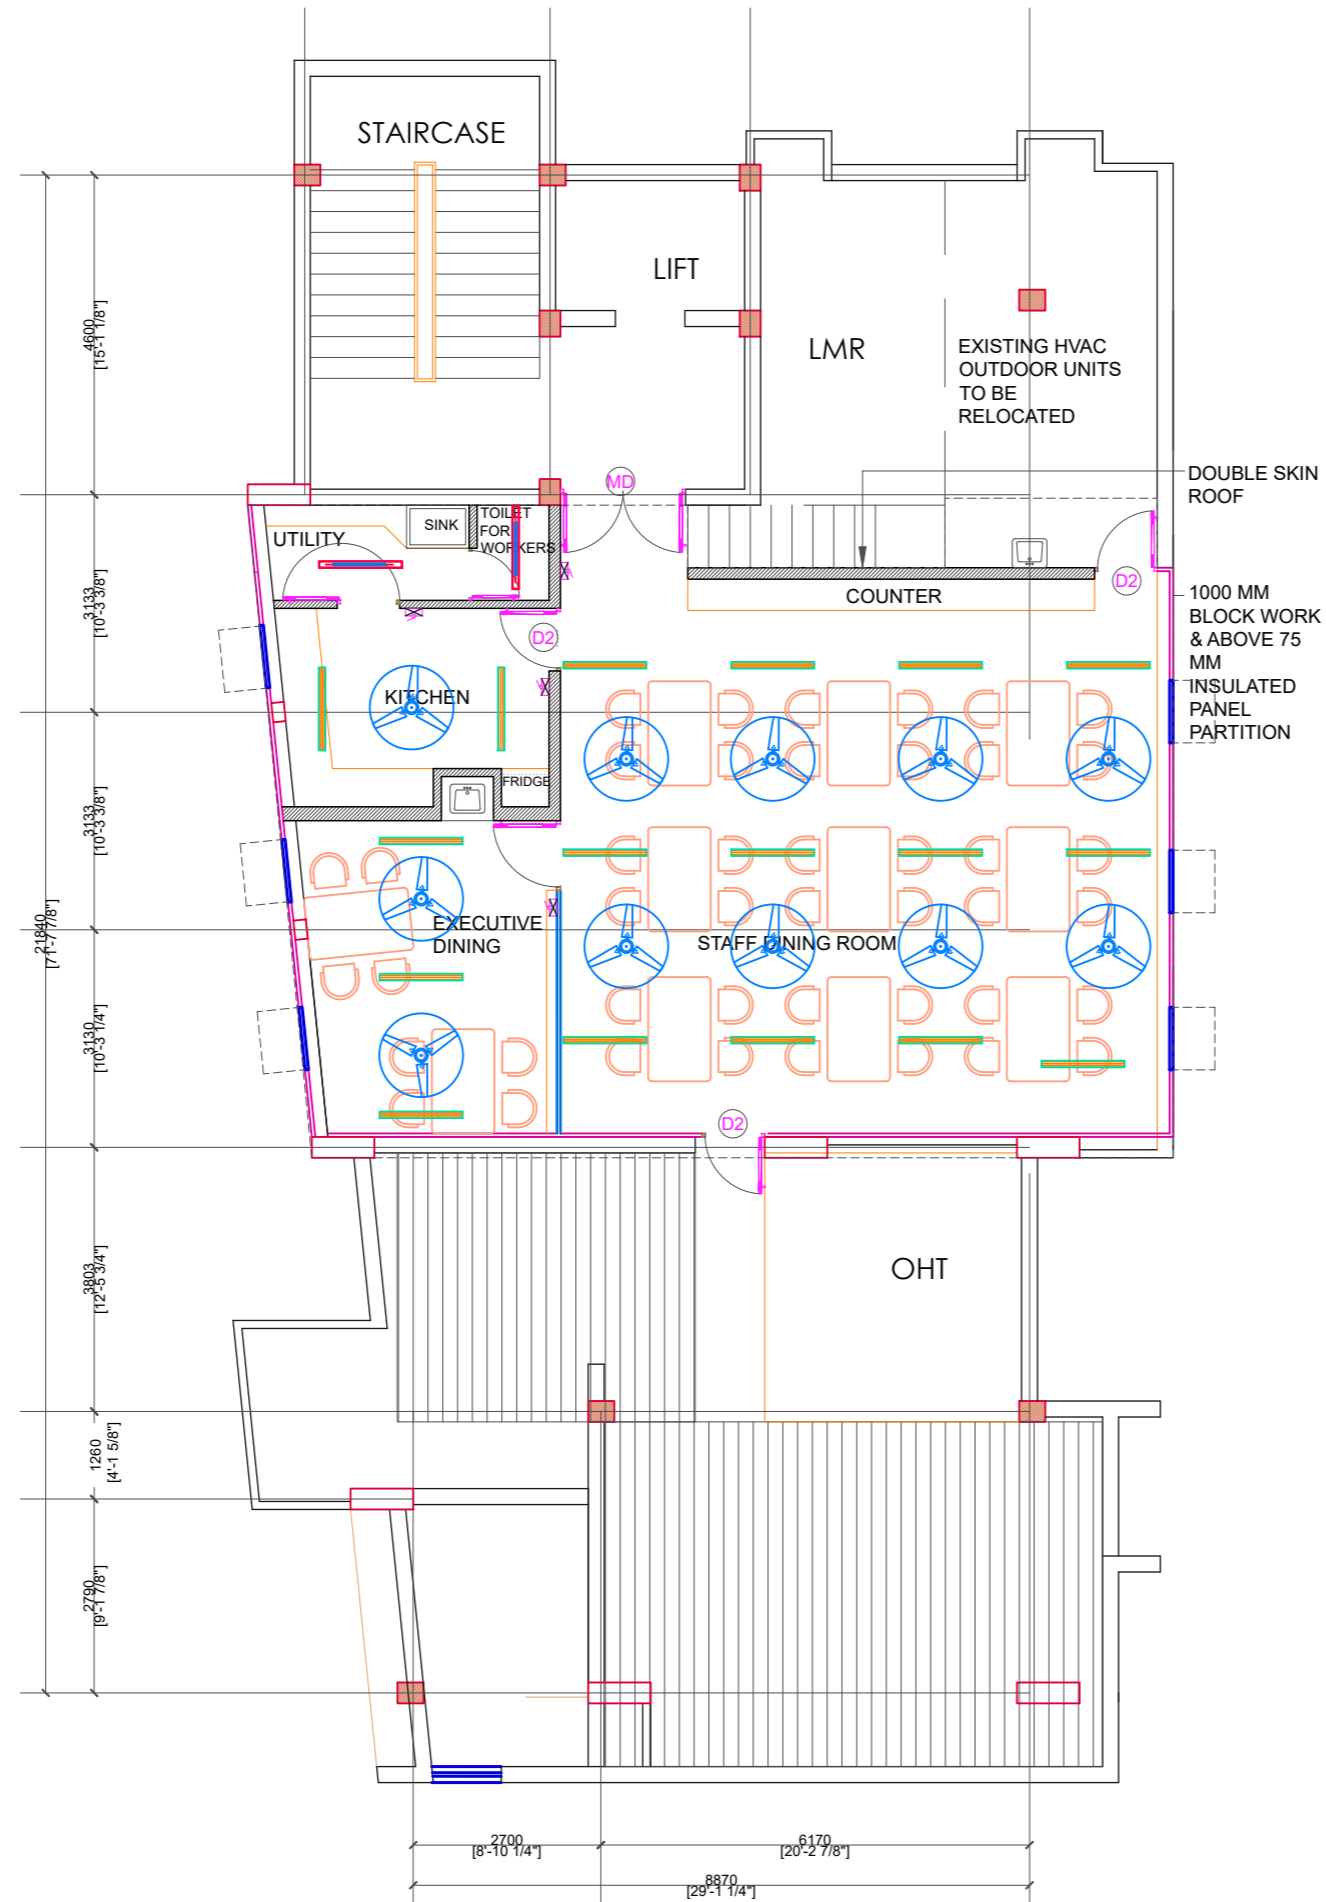 STAIRCASE
LIFT
LMR
EXISTING HVAC
OUTDOOR UNITS
TO BE
RELOCATED
4600
[15'-1 1/8"]
MD
DOUBLE SKIN
ROOF
SINK
TOILET
FOR
WORKERS
UTILITY
D2
COUNTER
1000 MM
BLOCK WORK
& ABOVE 75
MM
INSULATED
PANEL
PARTITION
3133
[10'-3 3/8"]
D2
KITCHEN
FRIDGE
3133
[10'-3 3/8"]
21840
[71'-7 7/8"]
EXECUTIVE
DINING
STAFF DINING ROOM
3130
[10'-3 1/4"]
D2
OHT
3803
[12'-5 3/4"]
1260
[4'-1 5/8"]
2790
[9'-1 7/8"]
2700
[8'-10 1/4"]
6170
[20'-2 7/8"]
8870
[29'-1 1/4"]